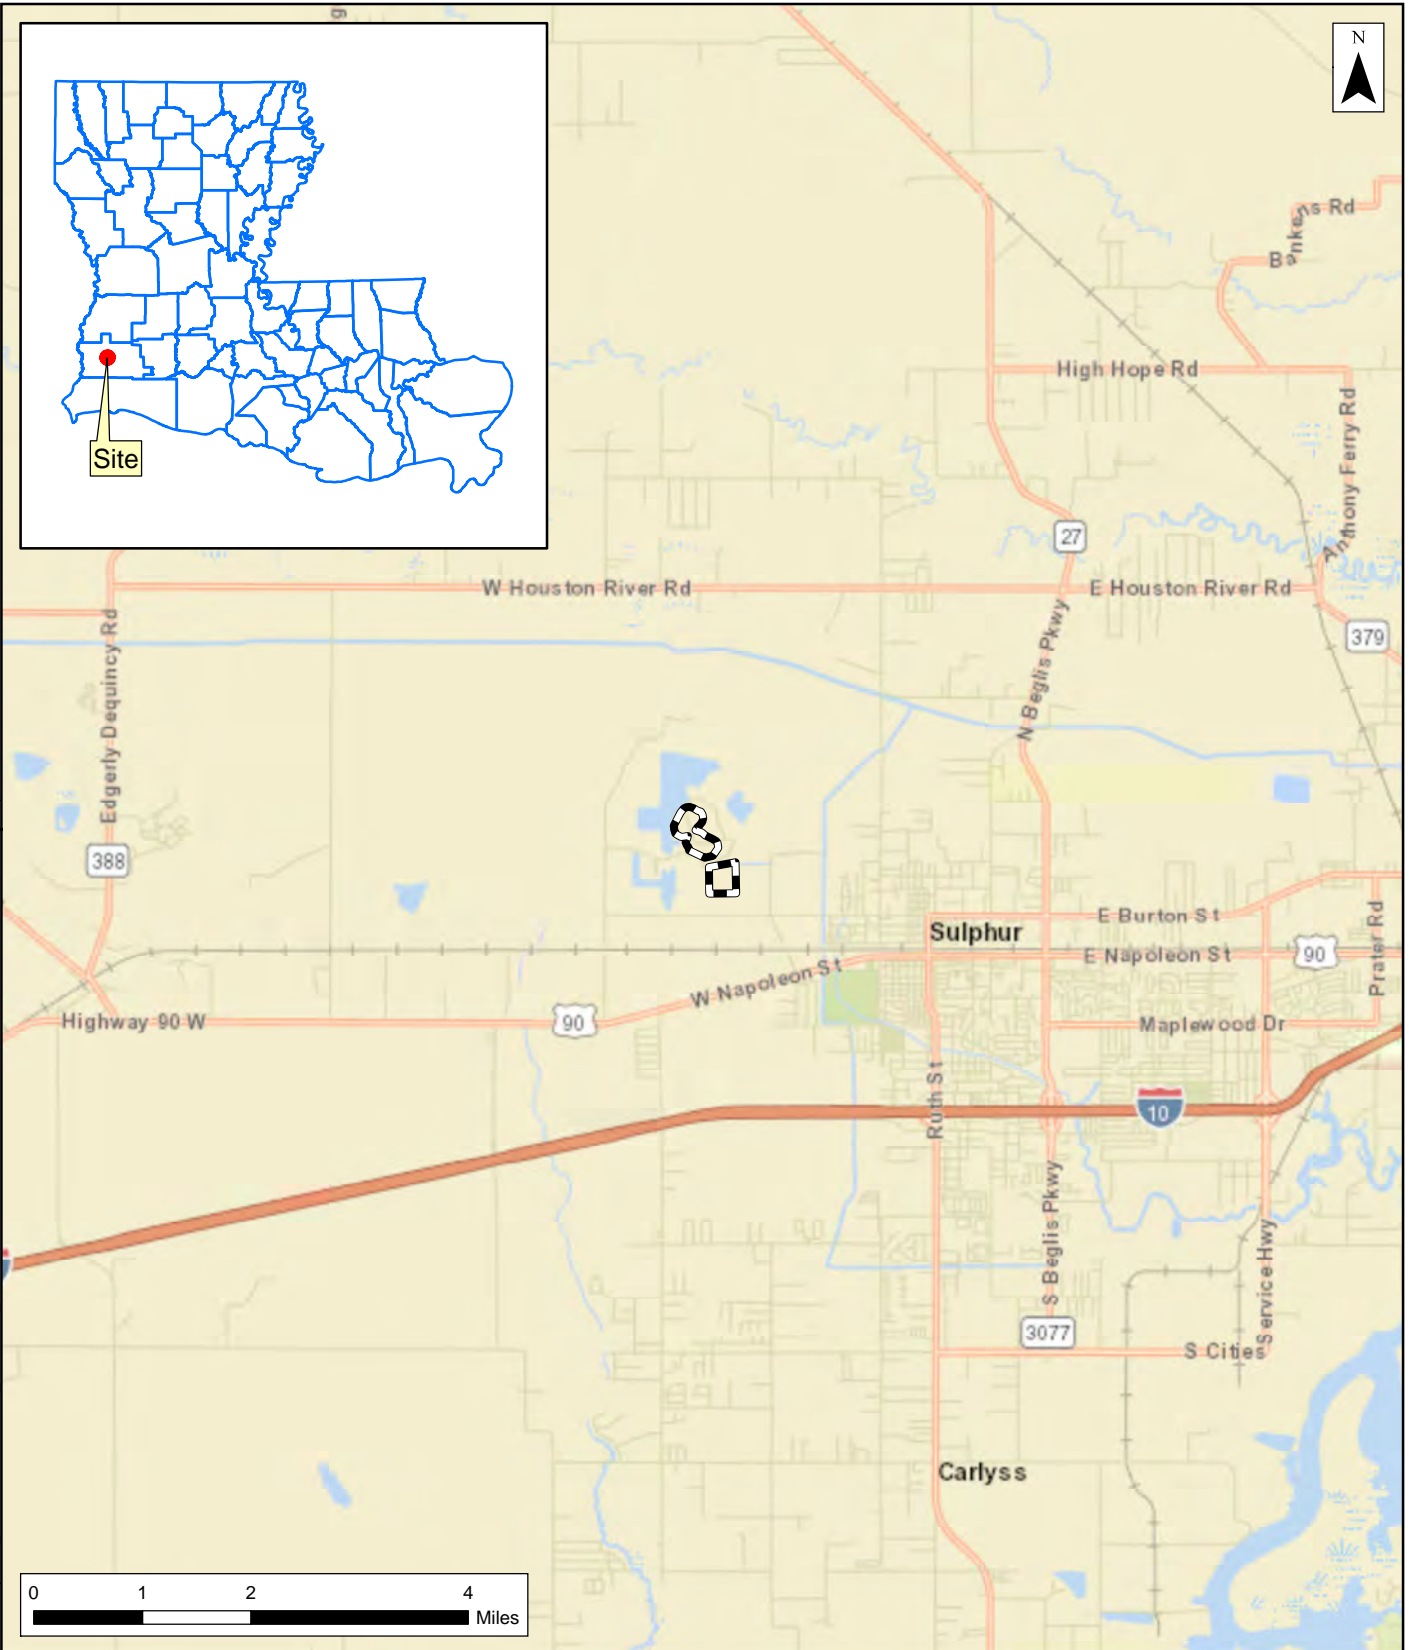 N
Site
Benkens Rd
High Hope Rd
Anthony Ferry Rd
27
W Houston River Rd
E Houston River Rd
379
Edgerly Dequincy Rd
N Beglis Pkwy
388
E Burton St
Sulphur
E Napoleon St
90
Prater Rd
W Napoleon St
Highway 90 W
90
Maplewood Dr
Ruth St
10
S Beglis Pkwy
Service Hwy
3077
S Cities
Carlyss
0 1 2 4
Miles